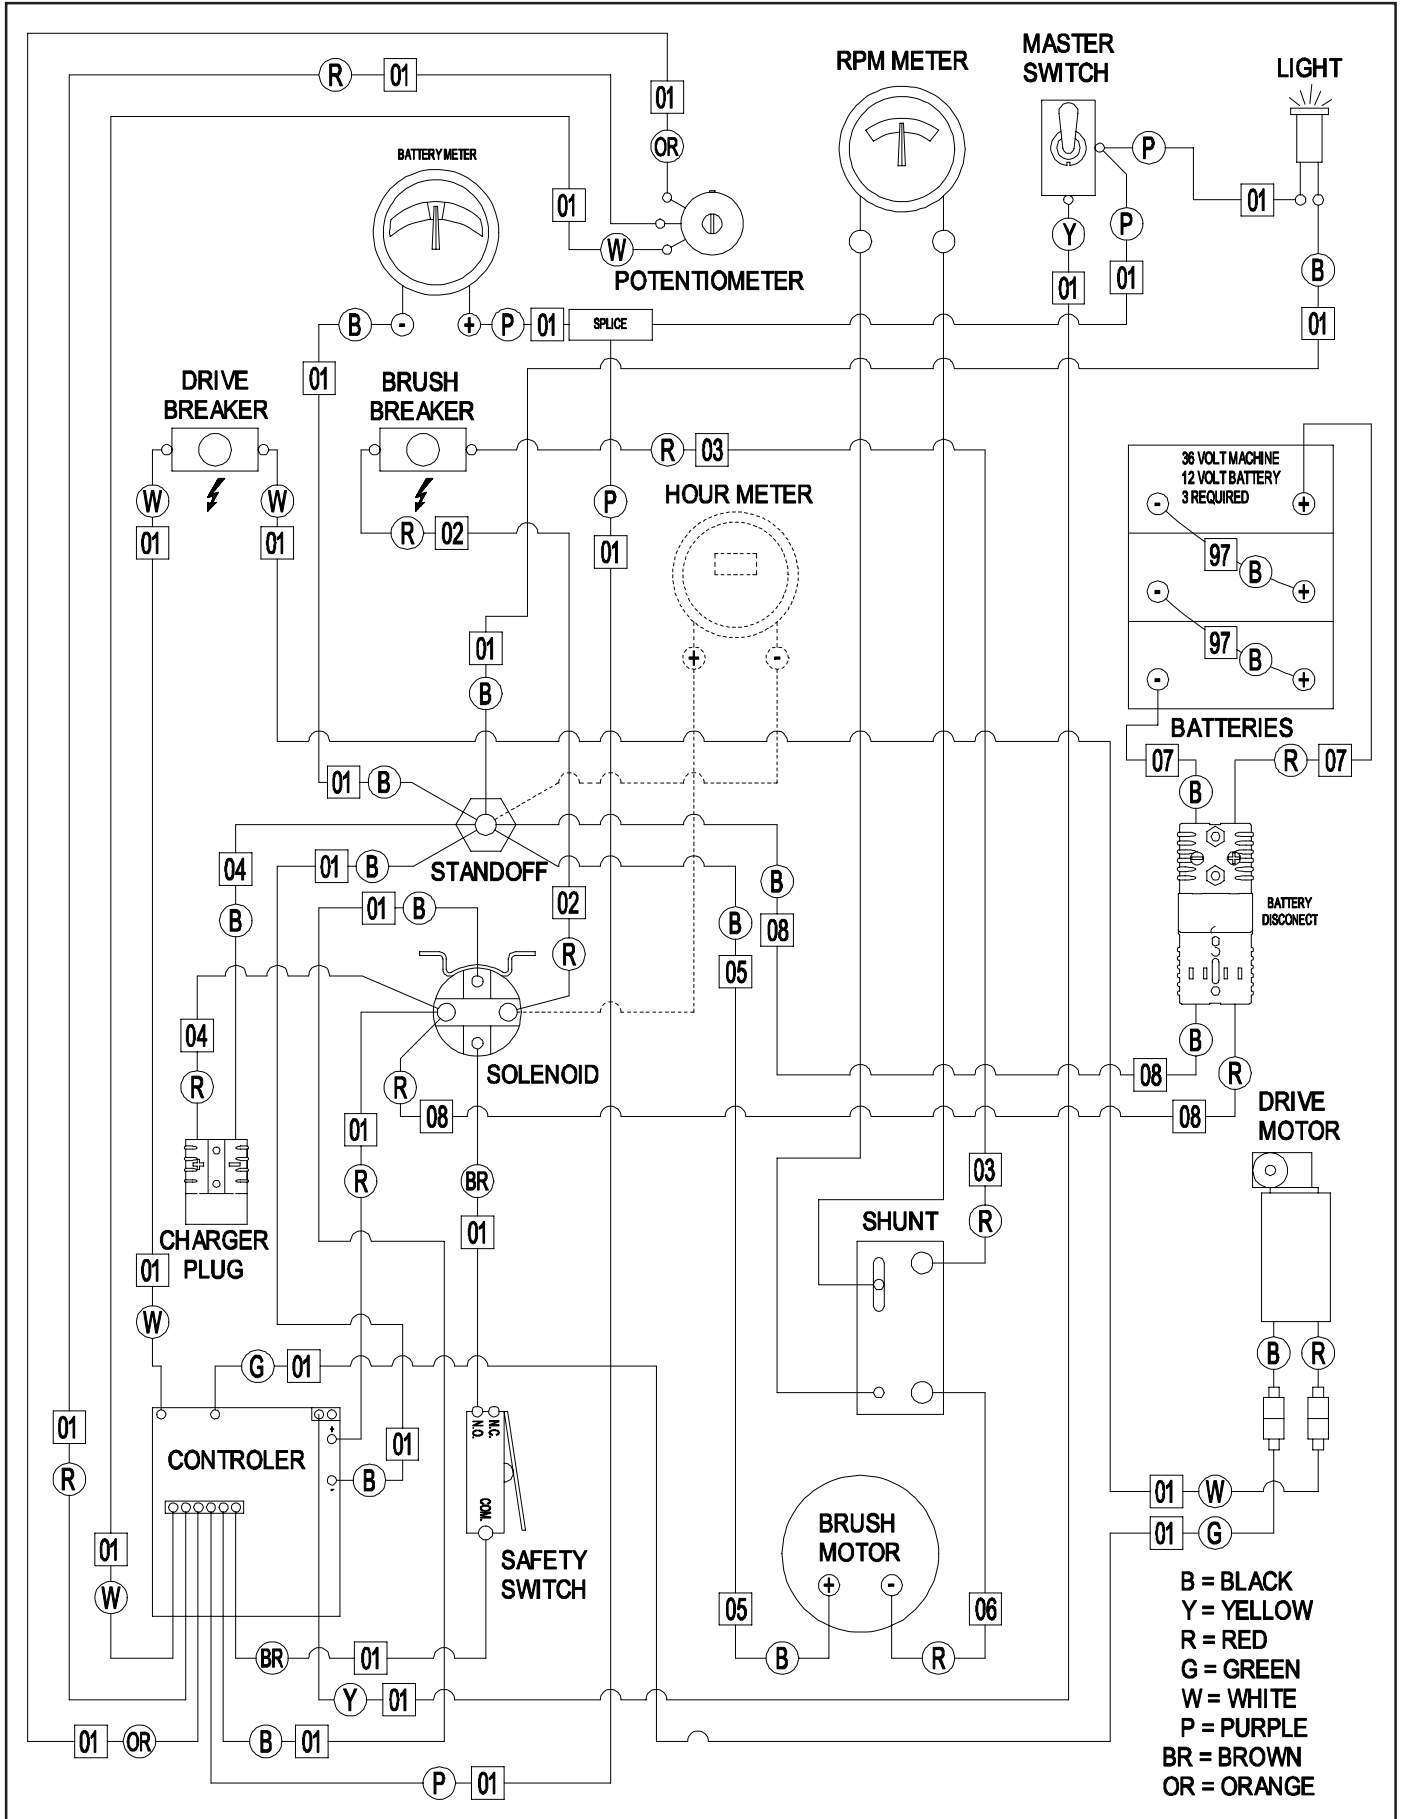 MASTER
SWITCH
RPM METER
LIGHT
R 01
01
OR
BATTERY METER
P
01
01
Y
P
W
POTENTIOMETER
01
01
B
B - + P 01 SPLICE
01
01
DRIVE
BREAKER
BRUSH
BREAKER
R 03
36 VOLT MACHINE
12 VOLT BATTERY
3 REQUIRED
HOUR METER
W
W
P
- +
01
01
R 02
01
97 B
- +
01
97 B
+ -
B
- +
BATTERIES
07
R 07
01 B
B
STANDOFF
04
01 B
B
02
BATTERY
DISCONECT
01 B
B
B
08
R
05
04
B
SOLENOID
08
R
R
R
08
08
DRIVE
MOTOR
01
03
BR
R
R
SHUNT
01
CHARGER
PLUG
01
W
B R
G 01
01
N.O. N.C.
+
01
CONTROLER
R
B
-
COM.
01 W
BRUSH
MOTOR
01 G
01
SAFETY
SWITCH
+ -
B = BLACK
W
05
06
Y = YELLOW
R = RED
BR 01
B
R
G = GREEN
Y 01
W = WHITE
P = PURPLE
01 OR
B 01
BR = BROWN
P 01
OR = ORANGE